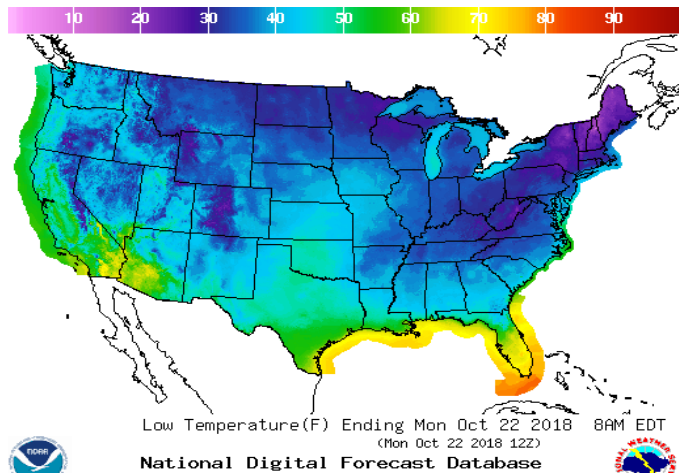 10 20 30 40 50 60 70 80 90
Low Temperature(F) Ending Mon Oct 22 2018 8AM EDT
(Mon Oct 22 2018 12Z)
National Digital Forecast Database
NOAA